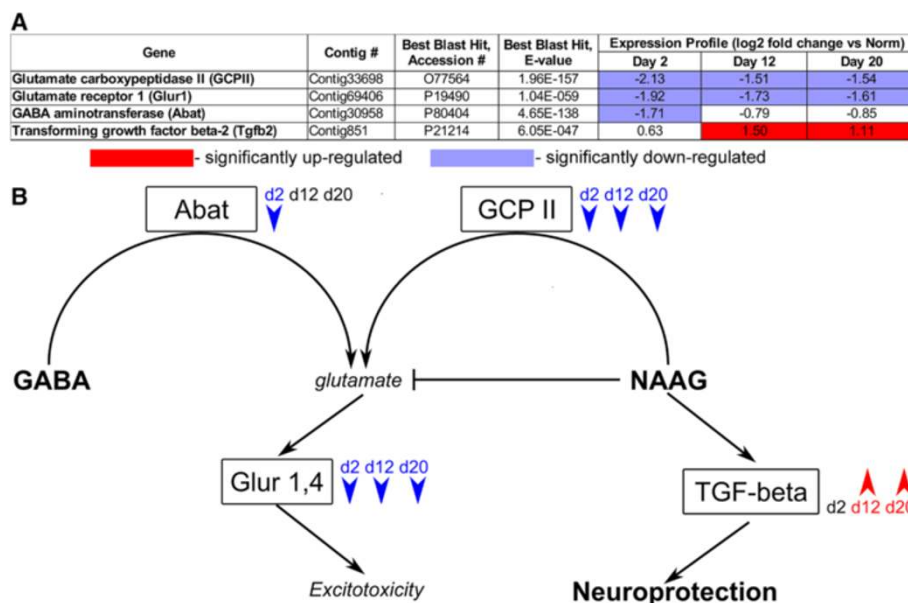 A
Gene Contig # Best Blast Hit, Accession # Best Blast Hit, E-value Expression Profile (log2 fold change vs Norm)
Day 2 Day 12 Day 20
Glutamate carboxypeptidase II (GCPII) Contig33698 O77564 1.96E-157 -2.13 -1.51 -1.54
Glutamate receptor 1 (Glur1) Contig69406 P19490 1.04E-059 -1.92 -1.73 -1.61
GABA aminotransferase (Abat) Contig30958 P80404 4.65E-138 -1.71 -0.79 -0.85
Transforming growth factor beta-2 (Tgfb2) Contig851 P21214 6.05E-047 0.63 1.50 1.11
- significantly up-regulated - significantly down-regulated
B
Abat d2 d12 d20 GCP II d2 d12 d20
GABA glutamate NAAG
Glur 1,4 d2 d12 d20
TGF-beta d2 d12 d20
Excitotoxicity Neuroprotection